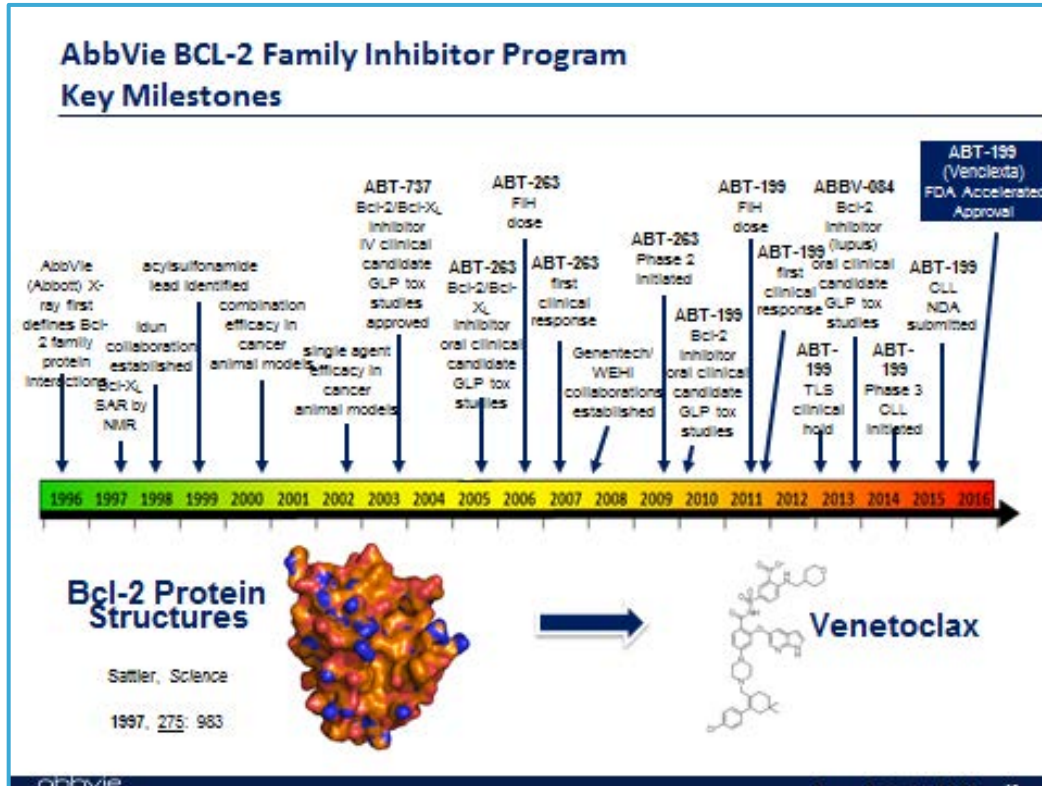 AbbVie BCL-2 Family Inhibitor Program
Key Milestones
AbbVie
(Abbott) X-
ray first
defines Bcl-
2 family
protein
interactions
Bcl-XL
SAR by
NMR
Idun
collaboration
established
acylsulfonamide
lead identified
combination
efficacy in
cancer
animal models
single agent
efficacy in
cancer
animal models
ABT-737
Bcl-2/Bcl-XL
inhibitor
IV clinical
candidate
GLP tox
studies
approved
ABT-263
Bcl-2/Bcl-
XL
inhibitor
oral clinical
candidate
GLP tox
studies
ABT-263
FIH
dose
ABT-263
first
clinical
response
Genentech/
WEHI
collaborations
established
ABT-263
Phase 2
initiated
ABT-199
Bcl-2
inhibitor
oral clinical
candidate
GLP tox
studies
ABT-199
FIH
dose
ABT-199
first
clinical
response
ABT-
199
TLS
clinical
hold
ABBV-084
Bcl-2
inhibitor
(lupus)
oral clinical
candidate
GLP tox
studies
ABT-
199
Phase 3
CLL
initiated
ABT-199
CLL
NDA
submitted
ABT-199
(Venclexta)
FDA Accelerated
Approval
1996 1997 1998 1999 2000 2001 2002 2003 2004 2005 2006 2007 2008 2009 2010 2011 2012 2013 2014 2015 2016
Bcl-2 Protein
Structures
Sattler, Science
1997, 275: 983
Venetoclax
abbvie